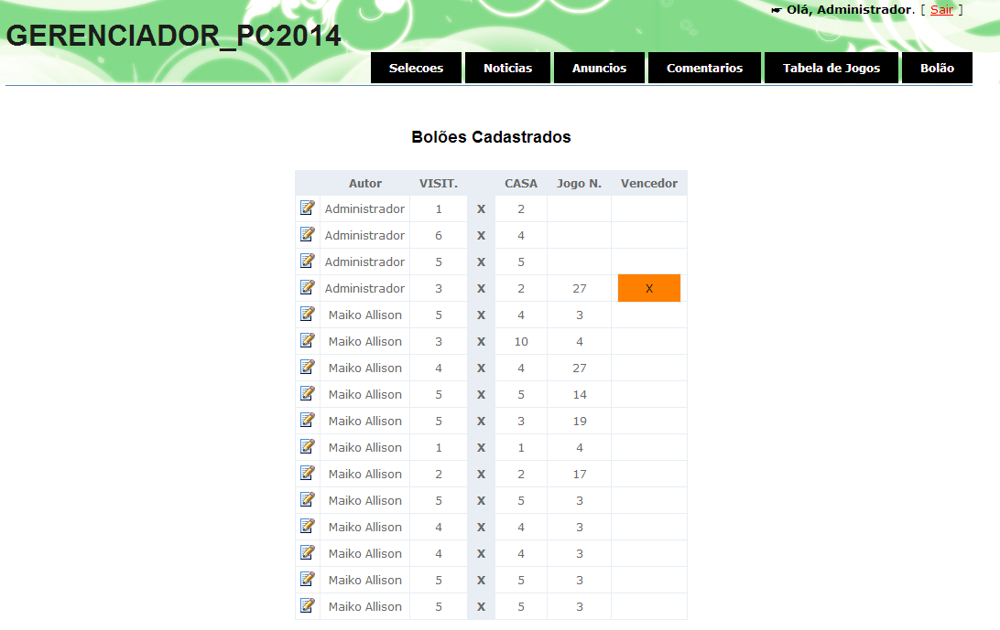 ☛ Olá, Administrador. [ Sair ]
GERENCIADOR_PC2014
Selecoes Noticias Anuncios Comentarios Tabela de Jogos Bolão
Bolões Cadastrados
Autor VISIT. CASA Jogo N. Vencedor
Administrador 1 X 2
Administrador 6 X 4
Administrador 5 X 5
Administrador 3 X 2 27 X
Maiko Allison 5 X 4 3
Maiko Allison 3 X 10 4
Maiko Allison 4 X 4 27
Maiko Allison 5 X 5 14
Maiko Allison 5 X 3 19
Maiko Allison 1 X 1 4
Maiko Allison 2 X 2 17
Maiko Allison 5 X 5 3
Maiko Allison 4 X 4 3
Maiko Allison 4 X 4 3
Maiko Allison 5 X 5 3
Maiko Allison 5 X 5 3